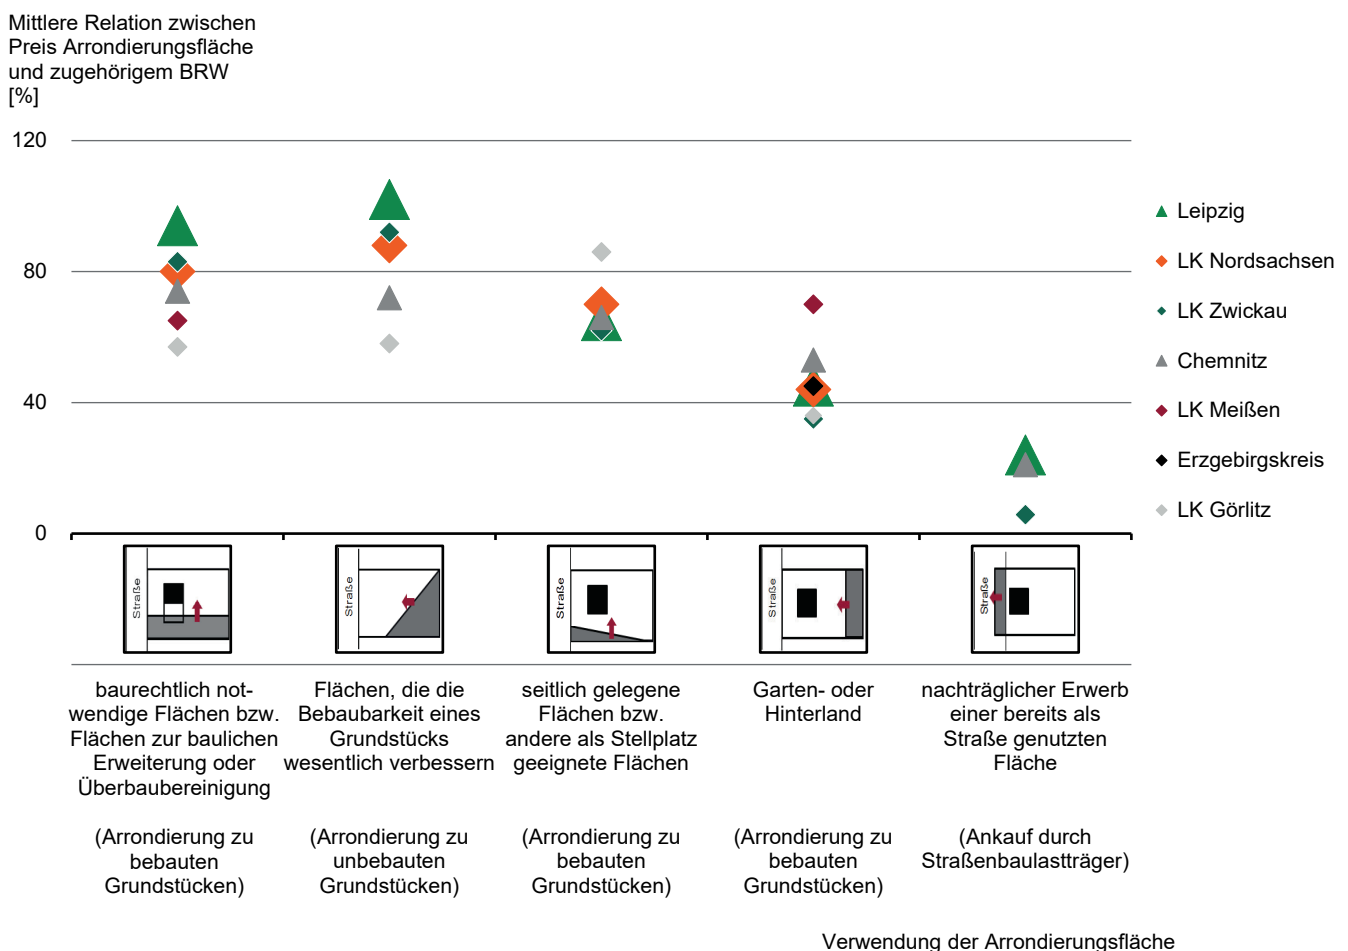 Mittlere Relation zwischen
Preis Arrondierungsfläche
und zugehörigem BRW
[%]
120
80
40
0
Leipzig
LK Nordsachsen
LK Zwickau
Chemnitz
LK Meißen
Erzgebirgskreis
LK Görlitz
Straße
Straße
Straße
Straße
Straße
baurechtlich not-
wendige Flächen bzw.
Flächen zur baulichen
Erweiterung oder
Überbaubereinigung
(Arrondierung zu
bebauten
Grundstücken)
Flächen, die die
Bebaubarkeit eines
Grundstücks
wesentlich verbessern
(Arrondierung zu
unbebauten
Grundstücken)
seitlich gelegene
Flächen bzw.
andere als Stellplatz
geeignete Flächen
(Arrondierung zu
bebauten
Grundstücken)
Garten- oder
Hinterland
(Arrondierung zu
bebauten
Grundstücken)
nachträglicher Erwerb
einer bereits als
Straße genutzten
Fläche
(Ankauf durch
Straßenbaulastträger)
Verwendung der Arrondierungsfläche